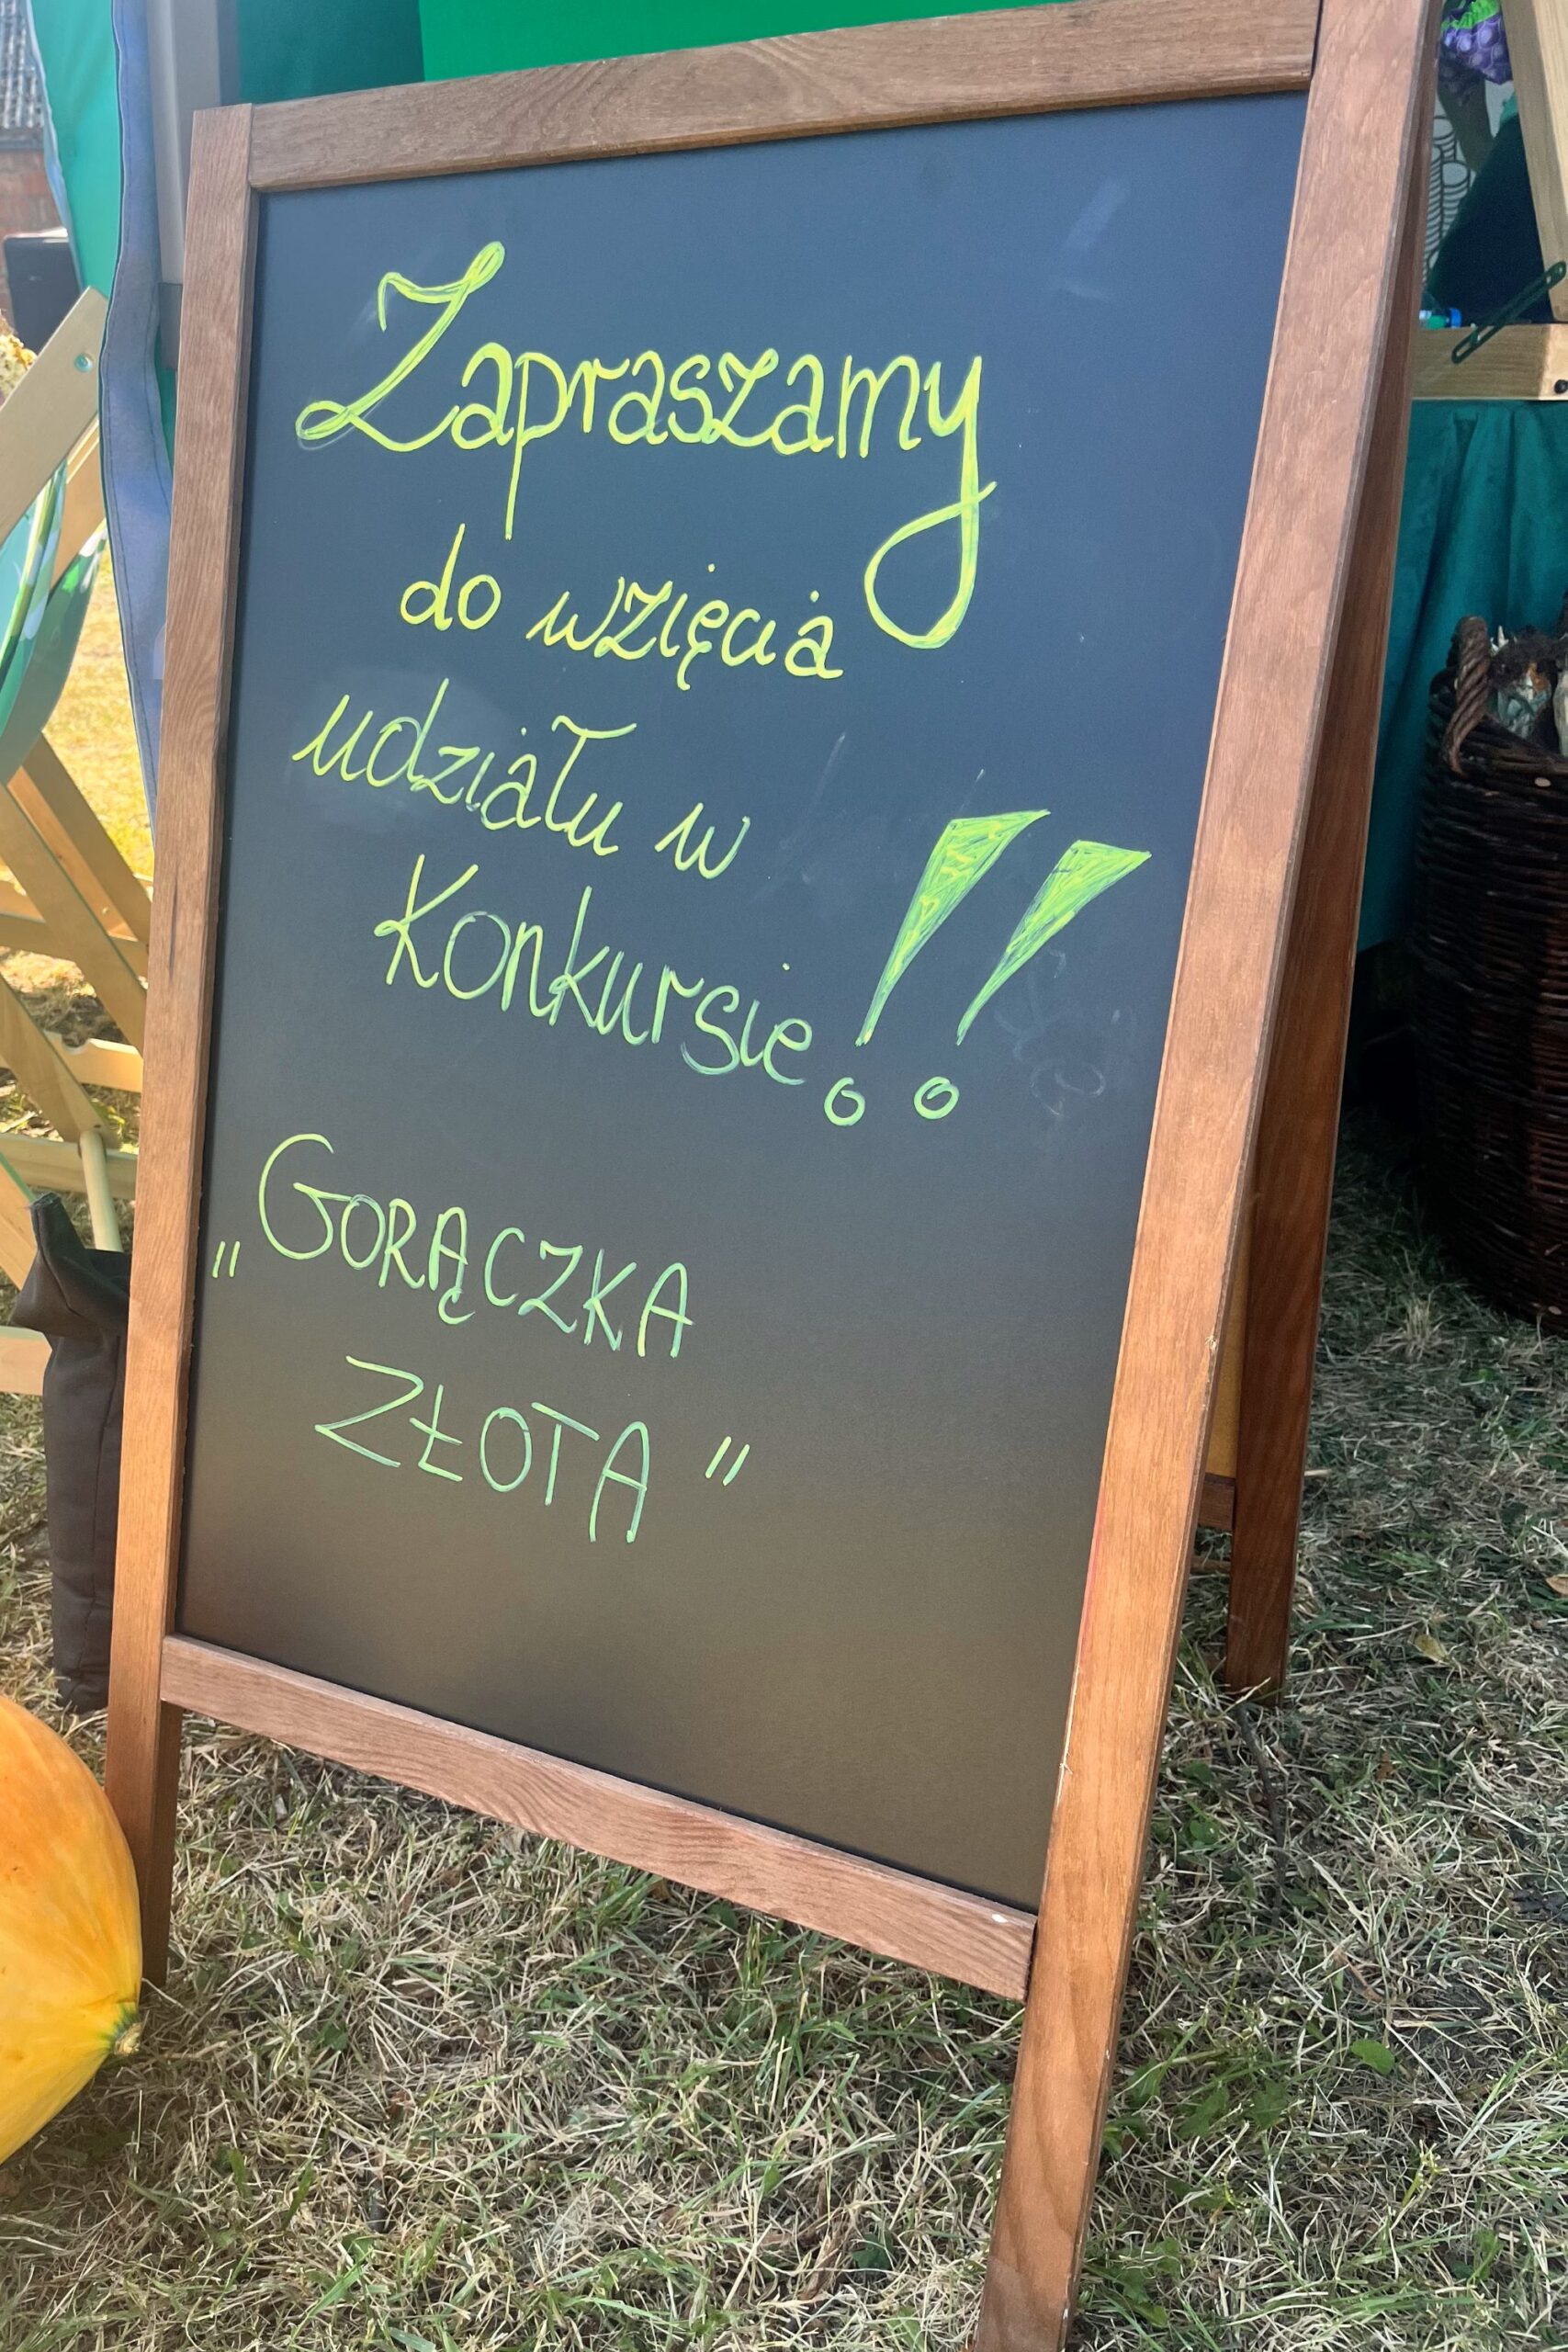 Zapraszamy
do wzięcia
udziału w
Konkursie!!
„GORĄCZKA
ZŁOTA"